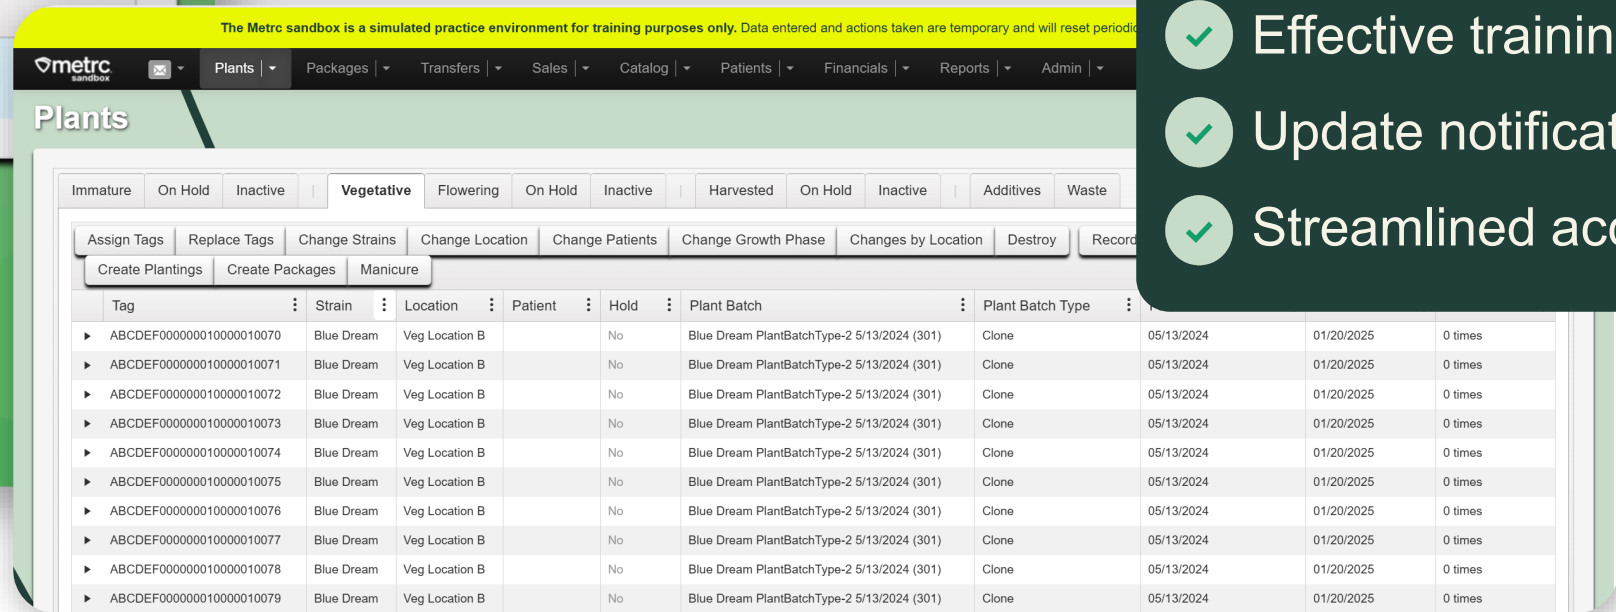 The Metrc sandbox is a simulated practice environment for training purposes only. Data entered and actions taken are temporary and will reset
metrc sandbox Plants Packages Transfers Sales Catalog Patients Financials Reports Admin
Plants
Immature On Hold Inactive | Vegetative Flowering On Hold Inactive | Harvested On Hold Inactive | Additives Waste
Assign Tags Replace Tags Change Strains Change Location Change Patients Change Growth Phase Changes by Location Destroy Record
Create Plantings Create Packages Manicure
Tag Strain Location Patient Hold Plant Batch Plant Batch Type
ABCDEF000000010000010070 Blue Dream Veg Location B No Blue Dream PlantBatchType-2 5/13/2024 (301) Clone 05/13/2024 01/20/2025 0 times
ABCDEF000000010000010071 Blue Dream Veg Location B No Blue Dream PlantBatchType-2 5/13/2024 (301) Clone 05/13/2024 01/20/2025 0 times
ABCDEF000000010000010072 Blue Dream Veg Location B No Blue Dream PlantBatchType-2 5/13/2024 (301) Clone 05/13/2024 01/20/2025 0 times
ABCDEF000000010000010073 Blue Dream Veg Location B No Blue Dream PlantBatchType-2 5/13/2024 (301) Clone 05/13/2024 01/20/2025 0 times
ABCDEF000000010000010074 Blue Dream Veg Location B No Blue Dream PlantBatchType-2 5/13/2024 (301) Clone 05/13/2024 01/20/2025 0 times
ABCDEF000000010000010075 Blue Dream Veg Location B No Blue Dream PlantBatchType-2 5/13/2024 (301) Clone 05/13/2024 01/20/2025 0 times
ABCDEF000000010000010076 Blue Dream Veg Location B No Blue Dream PlantBatchType-2 5/13/2024 (301) Clone 05/13/2024 01/20/2025 0 times
ABCDEF000000010000010077 Blue Dream Veg Location B No Blue Dream PlantBatchType-2 5/13/2024 (301) Clone 05/13/2024 01/20/2025 0 times
ABCDEF000000010000010078 Blue Dream Veg Location B No Blue Dream PlantBatchType-2 5/13/2024 (301) Clone 05/13/2024 01/20/2025 0 times
ABCDEF000000010000010079 Blue Dream Veg Location B No Blue Dream PlantBatchType-2 5/13/2024 (301) Clone 05/13/2024 01/20/2025 0 times
Effective trainin
Update notificat
Streamlined acc